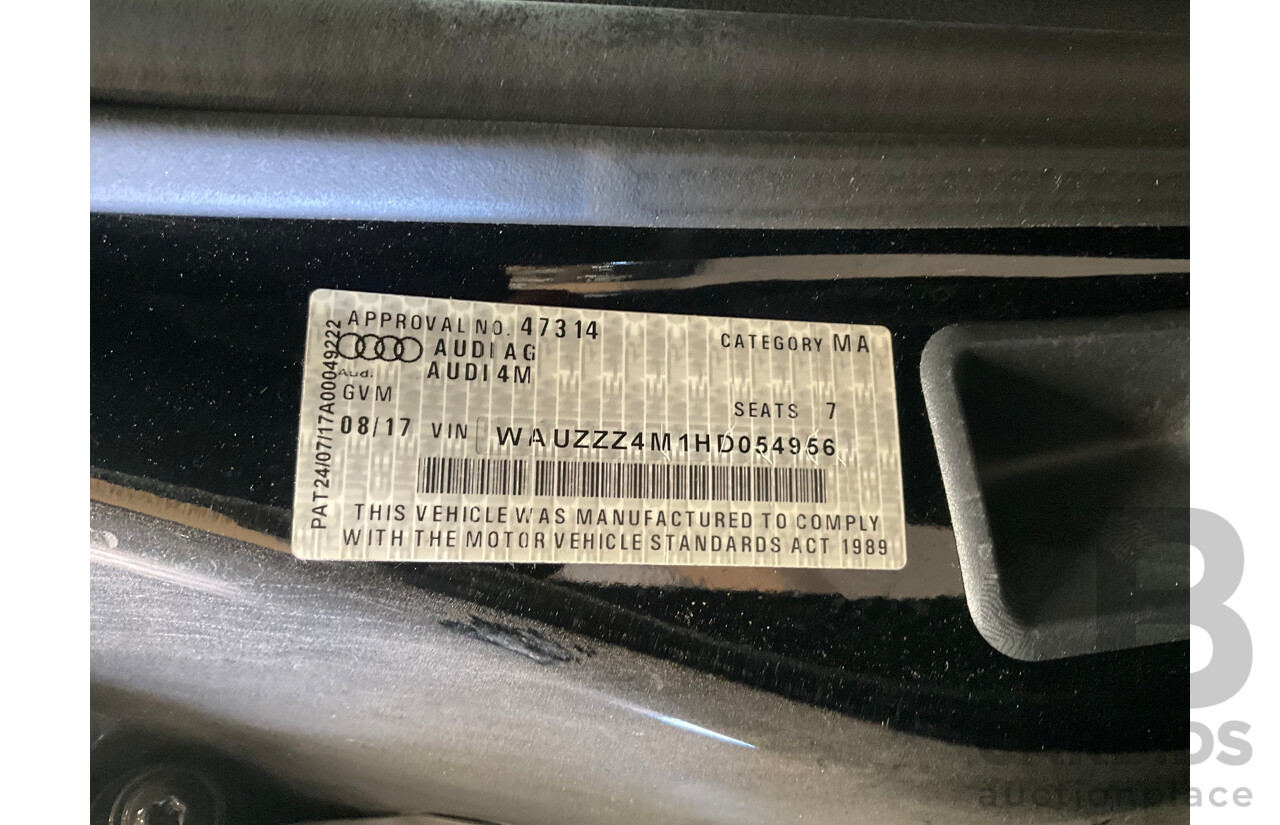 APPROVAL NO. 47314
CATEGORY MA
AUDI AG
Audi
AUDI 4M
GVM
SEATS 7
08/17 VIN WAUZZZ4M1HD054956
THIS VEHICLE WAS MANUFACTURED TO COMPLY
WITH THE MOTOR VEHICLE STANDARDS ACT 1989
PAT24/07/17A00049222
auctionplace